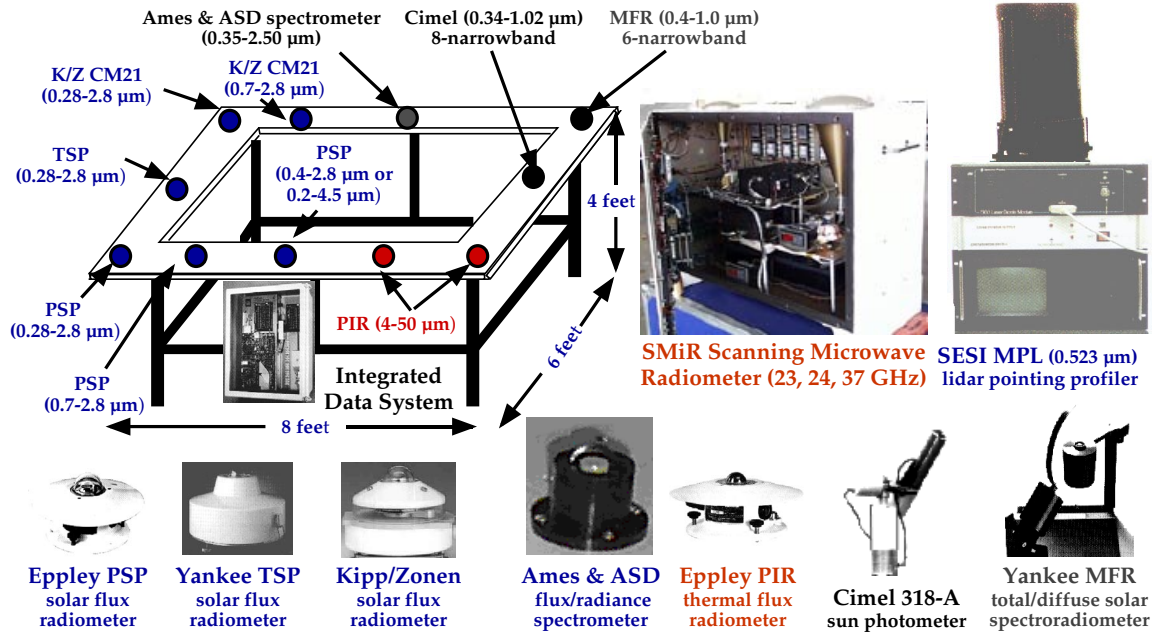 Ames & ASD spectrometer
(0.35-2.50 µm)
Cimel (0.34-1.02 µm)
8-narrowband
MFR (0.4-1.0 µm)
6-narrowband
K/Z CM21
(0.28-2.8 µm)
K/Z CM21
(0.7-2.8 µm)
TSP
(0.28-2.8 µm)
PSP
(0.4-2.8 µm or
0.2-4.5 µm)
4 feet
PSP
(0.28-2.8 µm)
PIR (4-50 µm)
6 feet
PSP
(0.7-2.8 µm)
Integrated
Data System
8 feet
SMiR Scanning Microwave
Radiometer (23, 24, 37 GHz)
SESI MPL (0.523 µm)
lidar pointing profiler
Eppley PSP
solar flux
radiometer
Yankee TSP
solar flux
radiometer
Kipp/Zonen
solar flux
radiometer
Ames & ASD
flux/radiance
spectrometer
Eppley PIR
thermal flux
radiometer
Cimel 318-A
sun photometer
Yankee MFR
total/diffuse solar
spectroradiometer